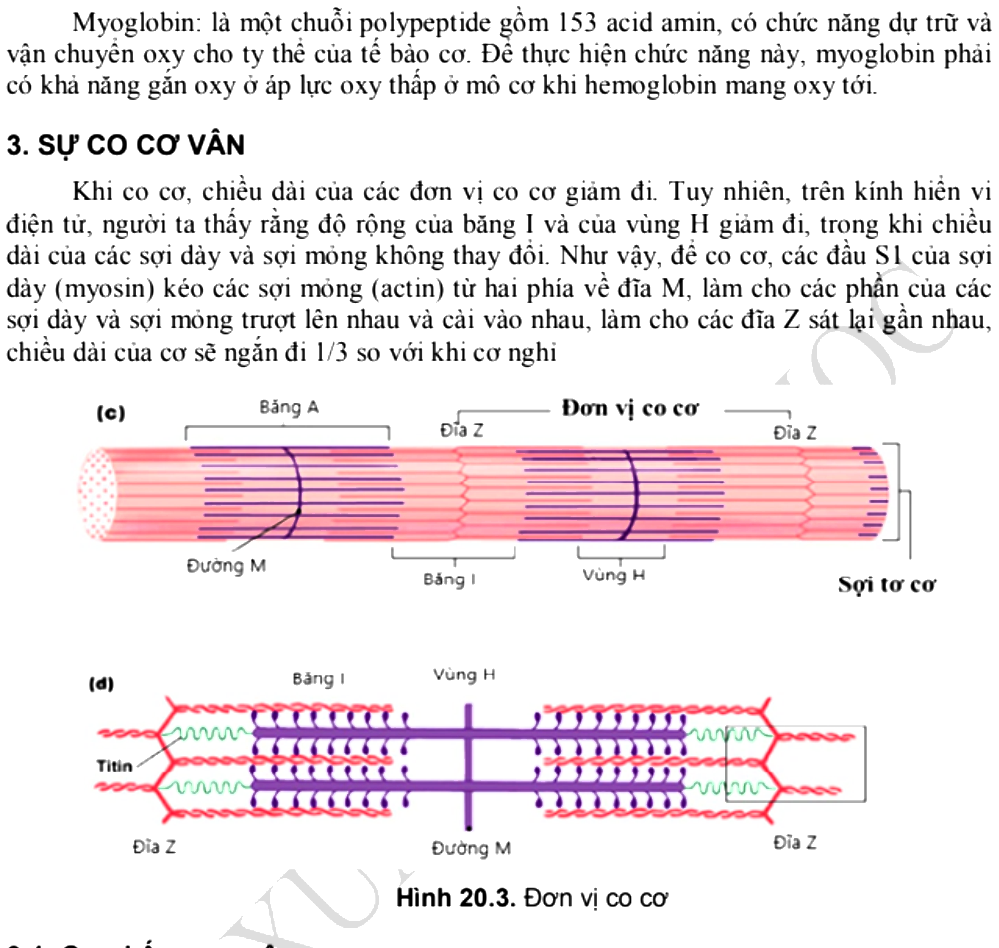 Myoglobin: là một chuỗi polypeptide gồm 153 acid amin, có chức năng dự trữ và
vận chuyển oxy cho ty thể của tế bào cơ. Để thực hiện chức năng này, myoglobin phải
có khả năng gắn oxy ở áp lực oxy thấp ở mô cơ khi hemoglobin mang oxy tới.
3. SỰ CO CƠ VÂN
Khi co cơ, chiều dài của các đơn vị co cơ giảm đi. Tuy nhiên, trên kính hiển vi
điện tử, người ta thấy rằng độ rộng của băng I và của vùng H giảm đi, trong khi chiều
dài của các sợi dày và sợi mỏng không thay đổi. Như vậy, để co cơ, các đầu S1 của sợi
dày (myosin) kéo các sợi mỏng (actin) từ hai phía về đĩa M, làm cho các phần của các
sợi dày và sợi mỏng trượt lên nhau và cài vào nhau, làm cho các đĩa Z sát lại gần nhau,
chiều dài của cơ sẽ ngắn đi 1/3 so với khi cơ nghỉ
(c)
Băng A
Đơn vị co cơ
Đĩa Z
Đĩa Z
Đường M
Băng I
Vùng H
Sợi tơ cơ
(d)
Băng I
Vùng H
Titin
Đĩa Z
Đường M
Đĩa Z
Hình 20.3. Đơn vị co cơ